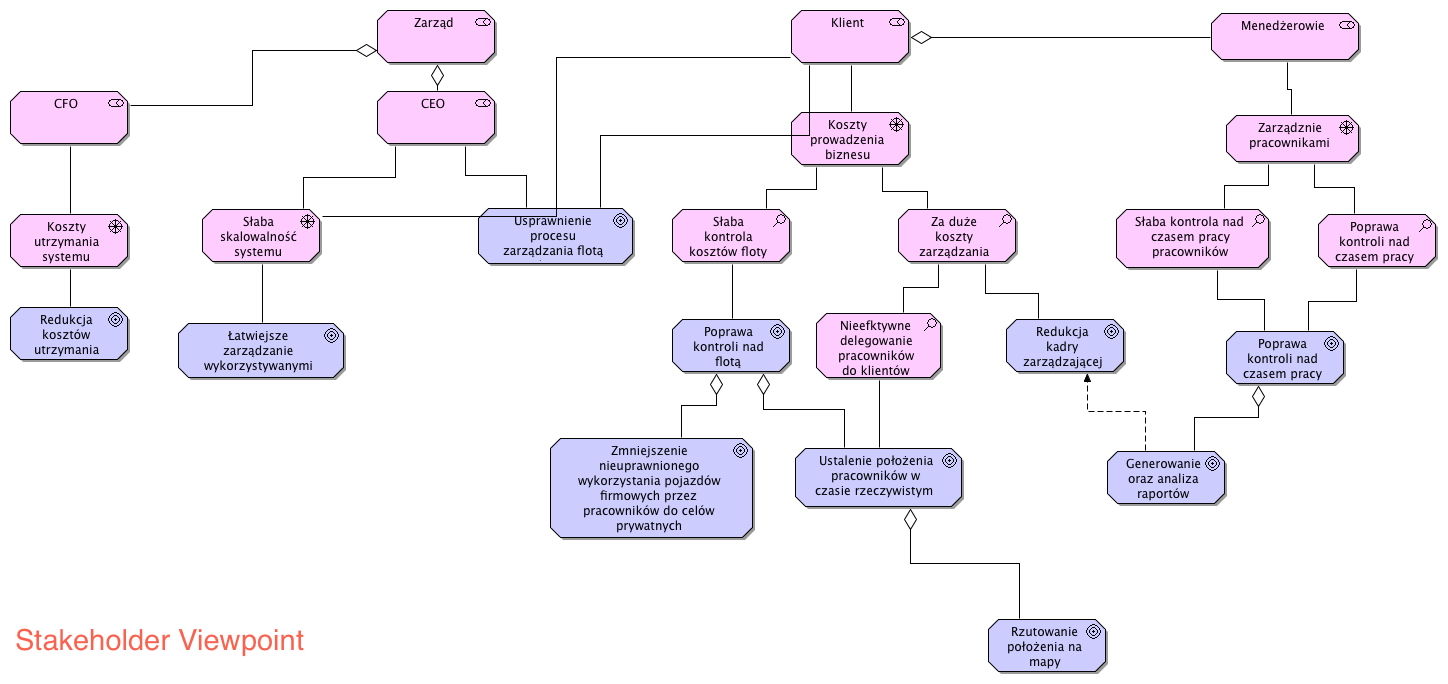 Zarząd
Klient
Menedżerowie
CFO
CEO
Koszty
prowadzenia
biznesu
Zarządznie
pracownikami
Koszty
utrzymania
systemu
Słaba
skalowalność
systemu
Usprawnienie
procesu
zarządzania flotą
Słaba
kontrola
kosztów floty
Za duże
koszty
zarządzania
Słaba kontrola nad
czasem pracy
pracowników
Poprawa
kontroli nad
czasem pracy
Redukcja
kosztów
utrzymania
Łatwiejsze
zarządzanie
wykorzystywanymi
Poprawa
kontroli nad
flotą
Nieefktywne
delegowanie
pracowników
do klientów
Redukcja
kadry
zarządzającej
Poprawa
kontroli nad
czasem pracy
Zmniejszenie
nieuprawnionego
wykorzystania pojazdów
firmowych przez
pracowników do celów
prywatnych
Ustalenie położenia
pracowników w
czasie rzeczywistym
Generowanie
oraz analiza
raportów
Rzutowanie
położenia na
mapy
Stakeholder Viewpoint